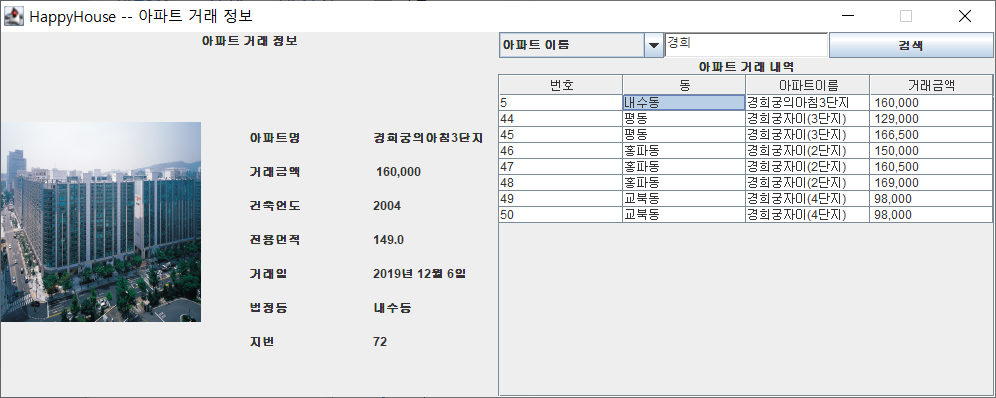 HappyHouse -- 아파트 거래 정보
아파트 거래 정보
아파트명 경희궁의아침3단지
거래금액 160,000
건축연도 2004
전용면적 149.0
거래일 2019년 12월 6일
법정동 내수동
지번 72
아파트 이름 경희 검색
아파트 거래 내역
번호 동 아파트이름 거래금액
5 내수동 경희궁의아침3단지 160,000
44 평동 경희궁자이(3단지) 129,000
45 평동 경희궁자이(3단지) 166,500
46 홍파동 경희궁자이(2단지) 150,000
47 홍파동 경희궁자이(2단지) 160,500
48 홍파동 경희궁자이(2단지) 169,000
49 교북동 경희궁자이(4단지) 98,000
50 교북동 경희궁자이(4단지) 98,000